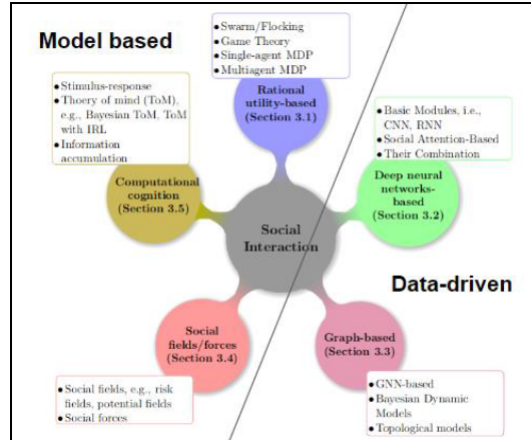 Model based
● Swarm/Flocking
● Game Theory
● Single-agent MDP
● Multiagent MDP
Rational
utility-based
(Section 3.1)
● Stimulus-response
● Thoery of mind (ToM),
e.g., Bayesian ToM, ToM
with IRL
● Information
accumulation
● Basic Modules, i.e.,
CNN, RNN
● Social Attention-Based
● Their Combination
Computational
cognition
(Section 3.5)
Deep neural
networks-
based
(Section 3.2)
Social
Interaction
Data-driven
Social
fields/forces
(Section 3.4)
Graph-based
(Section 3.3)
● Social fields, e.g., risk
fields, potential fields
● Social forces
● GNN-based
● Bayesian Dynamic
Models
● Topological models